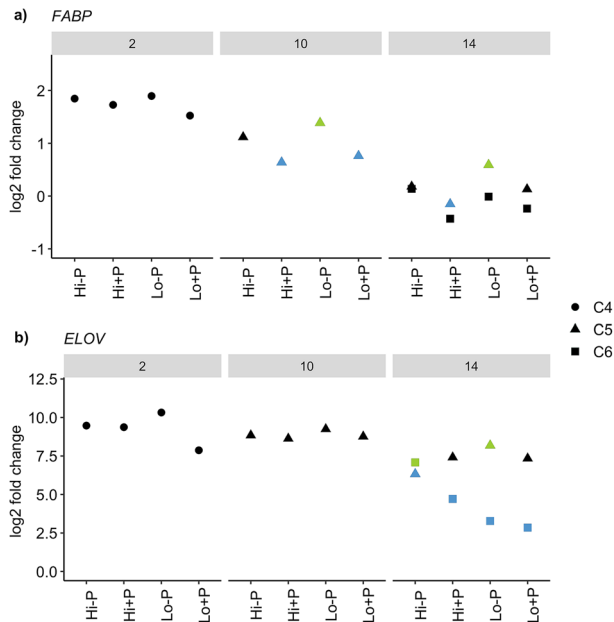 a) FABP
2 10 14
log2 fold change
2
1
0
-1
Hi-P Hi+P Lo-P Lo+P Hi-P Hi+P Lo-P Lo+P Hi-P Hi+P Lo-P Lo+P
C4
C5
C6
b) ELOV
2 10 14
log2 fold change
12.5
10.0
7.5
5.0
2.5
0.0
Hi-P Hi+P Lo-P Lo+P Hi-P Hi+P Lo-P Lo+P Hi-P Hi+P Lo-P Lo+P